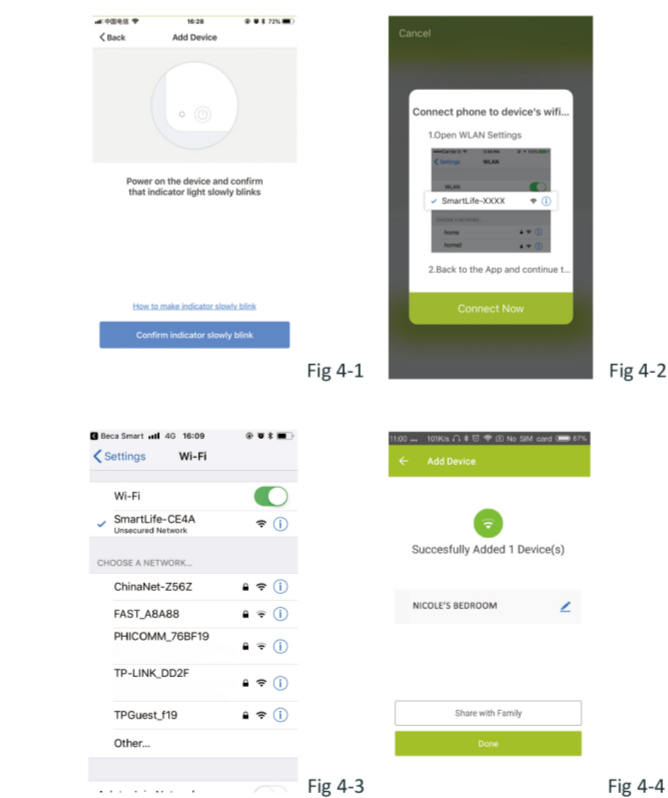 中国电信 16:28 72%
Back Add Device
Power on the device and confirm
that indicator light slowly blinks
How to make indicator slowly blink
Confirm indicator slowly blink
Fig 4-1
Cancel
Connect phone to device's wifi...
1.Open WLAN Settings
Settings WLAN
WLAN
SmartLife-XXXX
CHOOSE A NETWORK...
home
home2
2.Back to the App and continue t...
Connect Now
Fig 4-2
Beca Smart 4G 16:09
Settings Wi-Fi
Wi-Fi
SmartLife-CE4A
Unsecured Network
CHOOSE A NETWORK...
ChinaNet-Z56Z
FAST_A8A88
PHICOMM_76BF19
TP-LINK_DD2F
TPGuest_f19
Other...
Fig 4-3
11:00 ... 101K/s No SIM card 87%
Add Device
Succesfully Added 1 Device(s)
NICOLE'S BEDROOM
Share with Family
Done
Fig 4-4